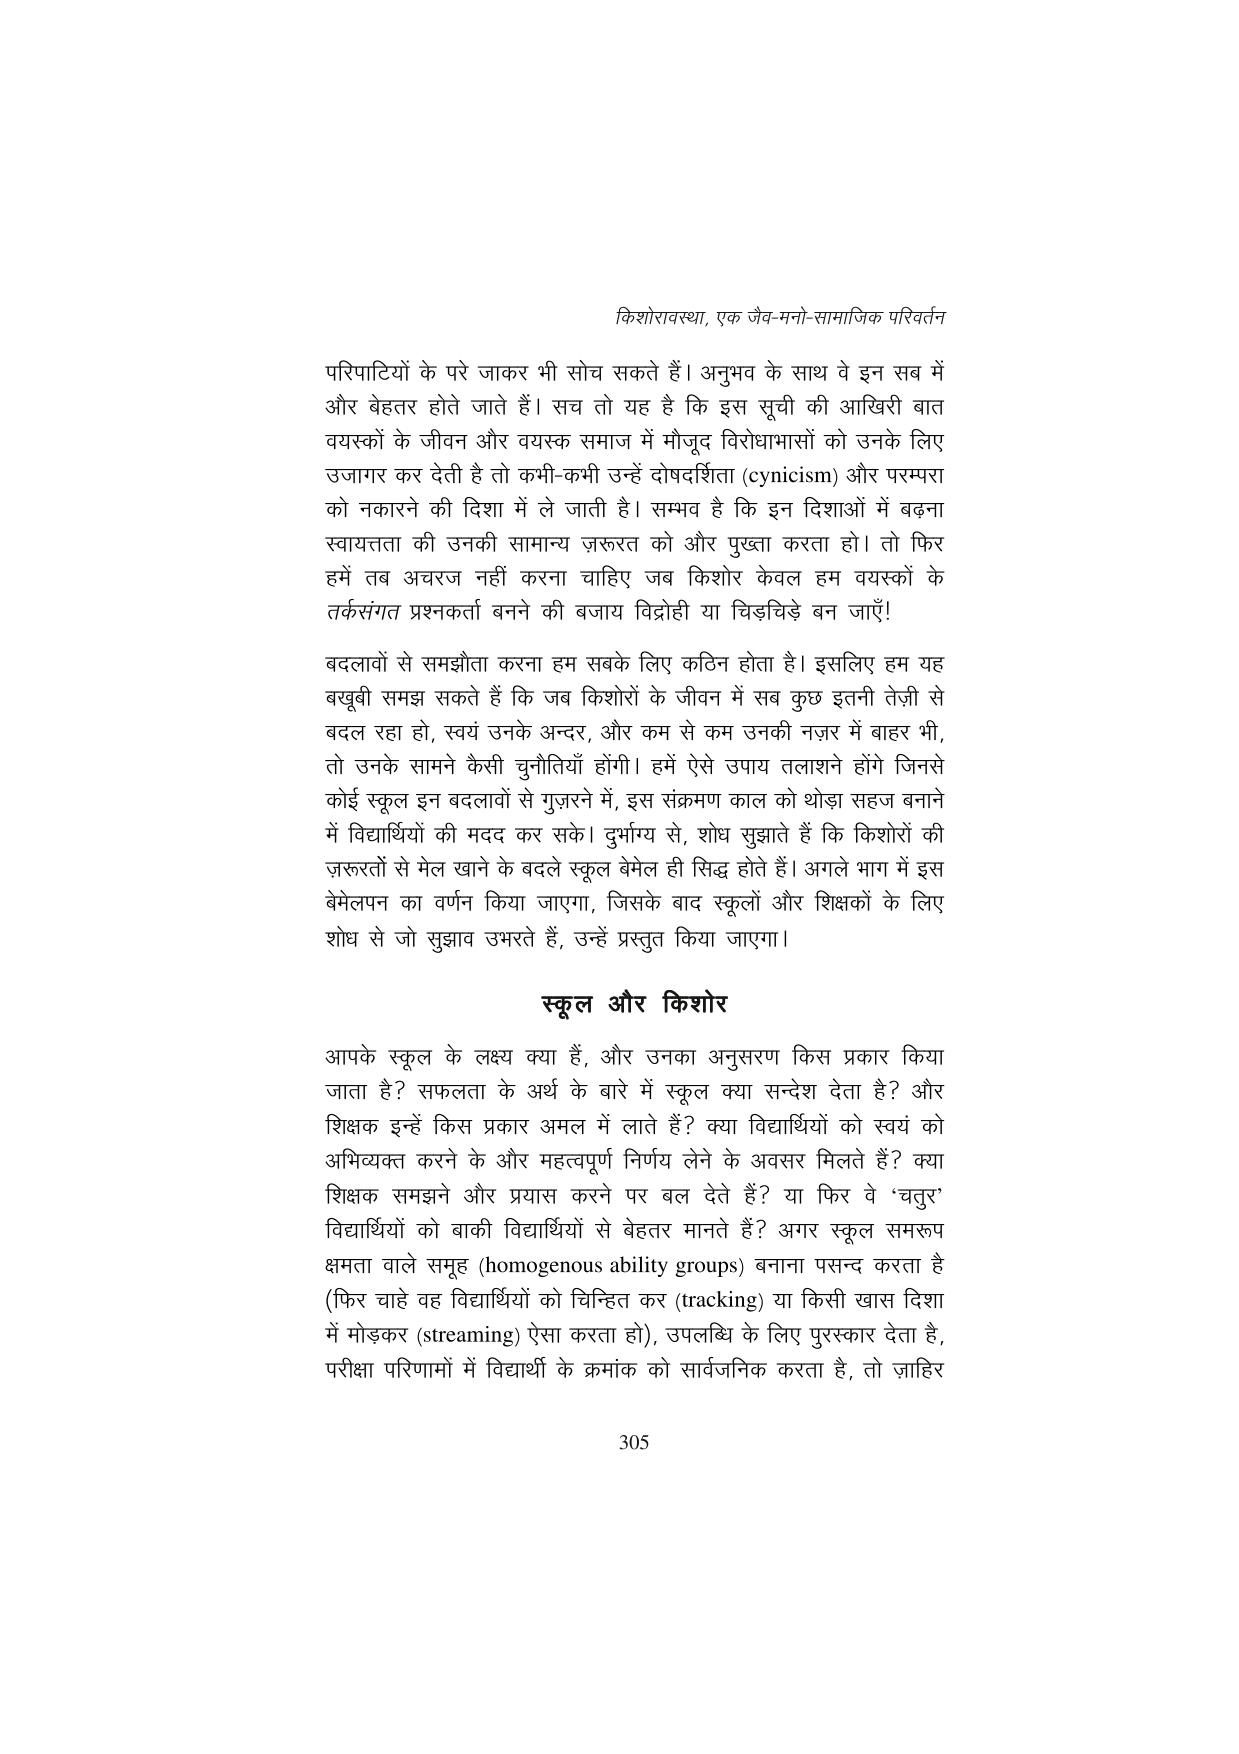 किशोरावस्था, एक जैव-मनो-सामाजिक परिवर्तन
परिपाटियों के परे जाकर भी सोच सकते हैं। अनुभव के साथ वे इन सब में
और बेहतर होते जाते हैं। सच तो यह है कि इस सूची की आखिरी बात
वयस्कों के जीवन और वयस्क समाज में मौजूद विरोधाभासों को उनके लिए
उजागर कर देती है तो कभी-कभी उन्हें दोषदर्शिता (cynicism) और परम्परा
को नकारने की दिशा में ले जाती है। सम्भव है कि इन दिशाओं में बढ़ना
स्वायत्तता की उनकी सामान्य ज़रूरत को और पुख्ता करता हो। तो फिर
हमें तब अचरज नहीं करना चाहिए जब किशोर केवल हम वयस्कों के
तर्कसंगत प्रश्नकर्ता बनने की बजाय विद्रोही या चिड़चिड़े बन जाएँ!
बदलावों से समझौता करना हम सबके लिए कठिन होता है। इसलिए हम यह
बखूबी समझ सकते हैं कि जब किशोरों के जीवन में सब कुछ इतनी तेज़ी से
बदल रहा हो, स्वयं उनके अन्दर, और कम से कम उनकी नज़र में बाहर भी,
तो उनके सामने कैसी चुनौतियाँ होंगी। हमें ऐसे उपाय तलाशने होंगे जिनसे
कोई स्कूल इन बदलावों से गुज़रने में, इस संक्रमण काल को थोड़ा सहज बनाने
में विद्यार्थियों की मदद कर सके। दुर्भाग्य से, शोध सुझाते हैं कि किशोरों की
ज़रूरतों से मेल खाने के बदले स्कूल बेमेल ही सिद्ध होते हैं। अगले भाग में इस
बेमेलपन का वर्णन किया जाएगा, जिसके बाद स्कूलों और शिक्षकों के लिए
शोध से जो सुझाव उभरते हैं, उन्हें प्रस्तुत किया जाएगा।
स्कूल और किशोर
आपके स्कूल के लक्ष्य क्या हैं, और उनका अनुसरण किस प्रकार किया
जाता है? सफलता के अर्थ के बारे में स्कूल क्या सन्देश देता है? और
शिक्षक इन्हें किस प्रकार अमल में लाते हैं? क्या विद्यार्थियों को स्वयं को
अभिव्यक्त करने के और महत्वपूर्ण निर्णय लेने के अवसर मिलते हैं? क्या
शिक्षक समझने और प्रयास करने पर बल देते हैं? या फिर वे ‘चतुर’
विद्यार्थियों को बाकी विद्यार्थियों से बेहतर मानते हैं? अगर स्कूल समरूप
क्षमता वाले समूह (homogenous ability groups) बनाना पसन्द करता है
(फिर चाहे वह विद्यार्थियों को चिन्हित कर (tracking) या किसी खास दिशा
में मोड़कर (streaming) ऐसा करता हो), उपलब्धि के लिए पुरस्कार देता है,
परीक्षा परिणामों में विद्यार्थी के क्रमांक को सार्वजनिक करता है, तो ज़ाहिर
305